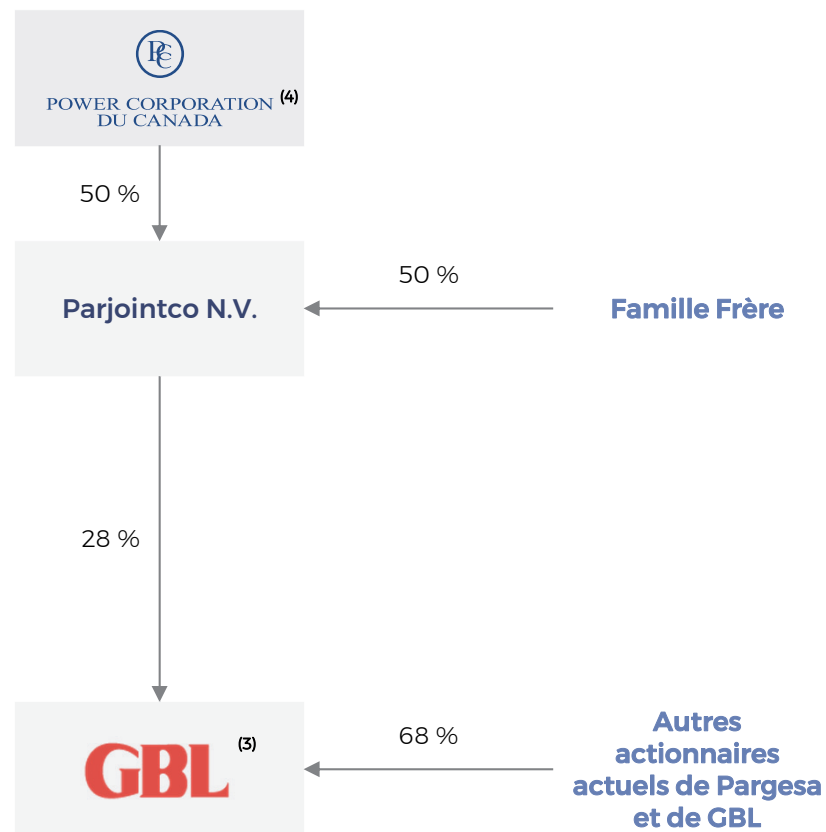 PCC
POWER CORPORATION (4)
DU CANADA
50 %
Parjointco N.V.
50 %
Famille Frère
28 %
GBL (3)
68 %
Autres
actionnaires
actuels de Pargesa
et de GBL